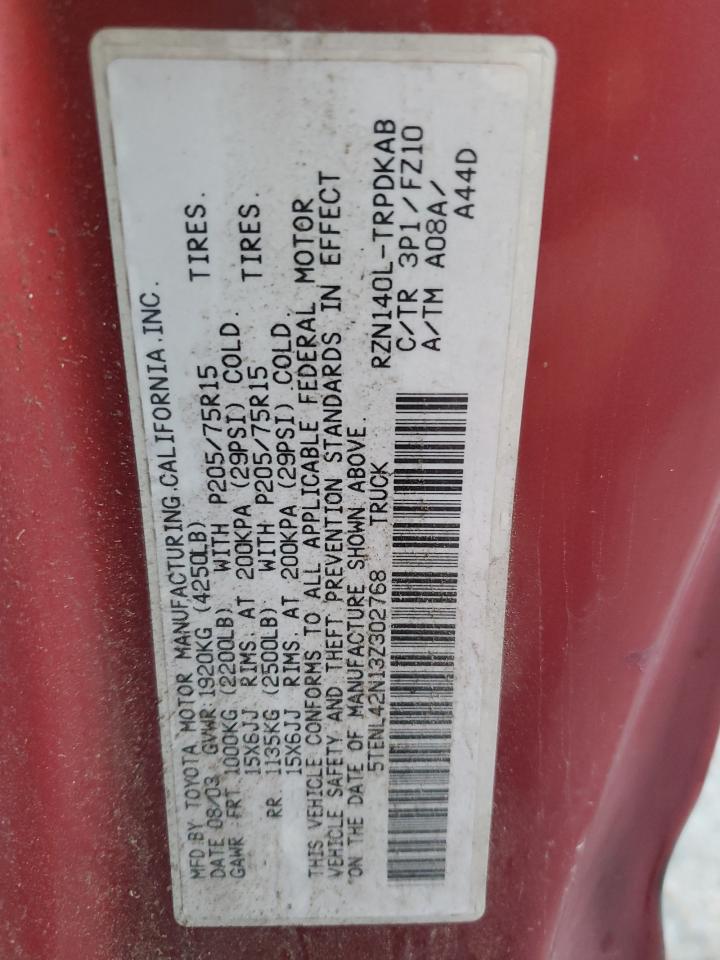 MFD BY TOYOTA MOTOR MANUFACTURING.CALIFORNIA.INC.
DATE 08/03 GVWR 1920KG (4250LB)
GAWR FRT 1000KG (2200LB) WITH P205/75R15 TIRES.
15X6JJ RIMS. AT 200KPA (29PSI) COLD.
RR 1135KG (2500LB) WITH P205/75R15 TIRES.
15X6JJ RIMS. AT 200KPA (29PSI) COLD.
THIS VEHICLE CONFORMS TO ALL APPLICABLE FEDERAL MOTOR
VEHICLE SAFETY AND THEFT PREVENTION STANDARDS IN EFFECT
ON THE DATE OF MANUFACTURE SHOWN ABOVE.
5TENL42N13Z302768 TRUCK
RZN140L-TRPDKAB
C/TR 3P1/FZ10
A/TM A08A/
A44D